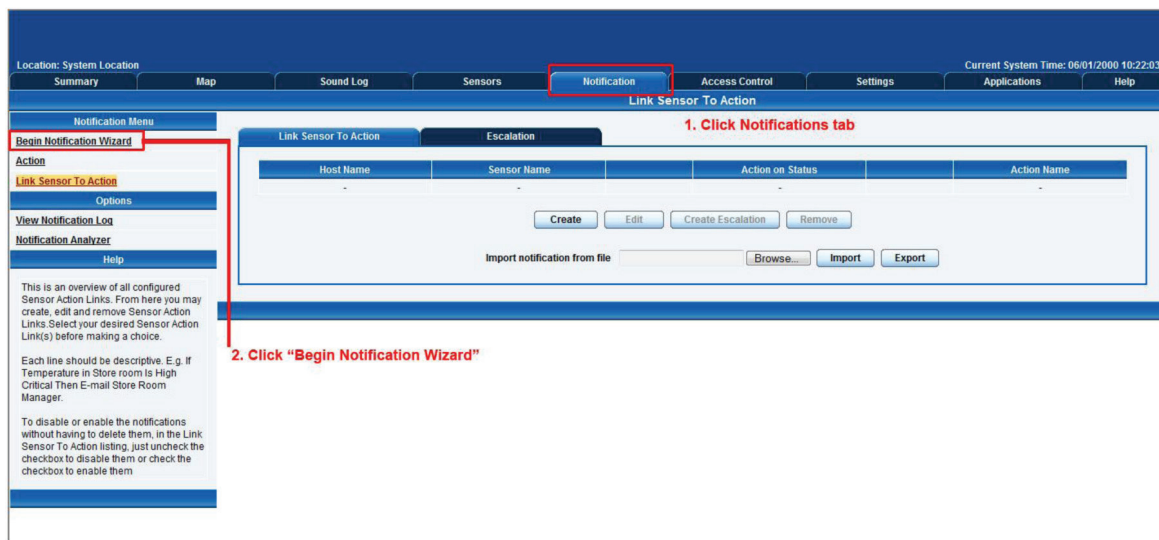 Location: System Location
Current System Time: 06/01/2000 10:22:03
Summary Map Sound Log Sensors Notification Access Control Settings Applications Help
Link Sensor To Action
1. Click Notifications tab
Notification Menu
Begin Notification Wizard
Action
Link Sensor To Action
Options
View Notification Log
Notification Analyzer
Help
This is an overview of all configured
Sensor Action Links. From here you may
create, edit and remove Sensor Action
Links.Select your desired Sensor Action
Link(s) before making a choice.
Each line should be descriptive. E.g. If
Temperature in Store room Is High
Critical Then E-mail Store Room
Manager.
To disable or enable the notifications
without having to delete them, in the Link
Sensor To Action listing, just uncheck the
checkbox to disable them or check the
checkbox to enable them
Link Sensor To Action Escalation
Host Name Sensor Name Action on Status Action Name
- - - -
Create Edit Create Escalation Remove
Import notification from file Browse... Import Export
2. Click “Begin Notification Wizard”